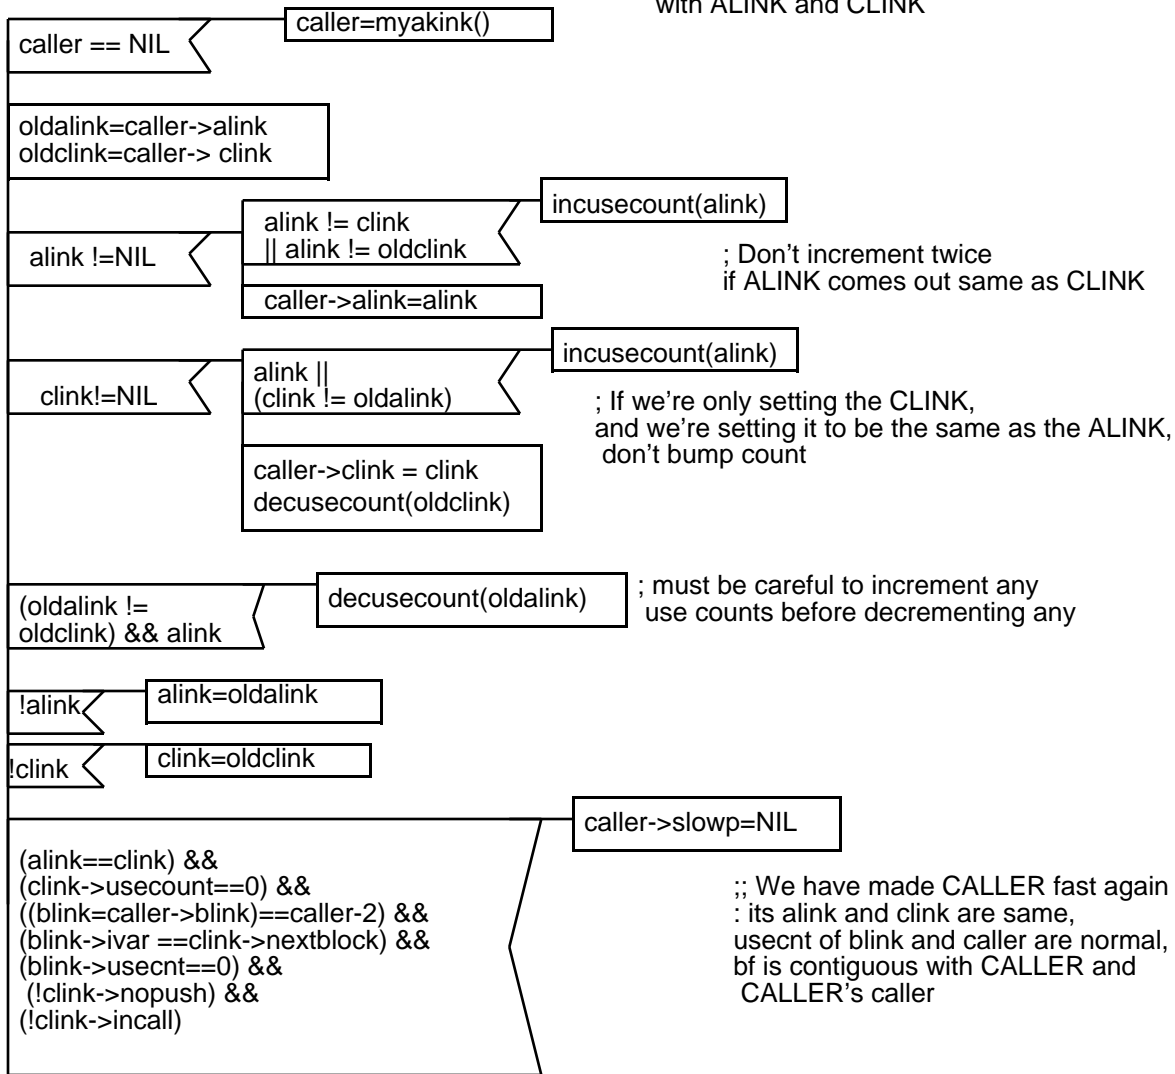 with ALINK and CLINK
caller == NIL
caller=myakink()
oldalink=caller->alink
oldclink=caller-> clink
alink !=NIL
alink != clink
|| alink != oldclink
incusecount(alink)
; Don't increment twice
if ALINK comes out same as CLINK
caller->alink=alink
clink!=NIL
alink ||
(clink != oldalink)
incusecount(alink)
; If we're only setting the CLINK,
and we're setting it to be the same as the ALINK,
don't bump count
caller->clink = clink
decusecount(oldclink)
(oldalink !=
oldclink) && alink
decusecount(oldalink)
; must be careful to increment any
use counts before decrementing any
!alink
alink=oldalink
!clink
clink=oldclink
(alink==clink) &&
(clink->usecount==0) &&
((blink=caller->blink)==caller-2) &&
(blink->ivar ==clink->nextblock) &&
(blink->usecnt==0) &&
(!clink->nopush) &&
(!clink->incall)
caller->slowp=NIL
;; We have made CALLER fast again
: its alink and clink are same,
usecnt of blink and caller are normal,
bf is contiguous with CALLER and
CALLER's caller